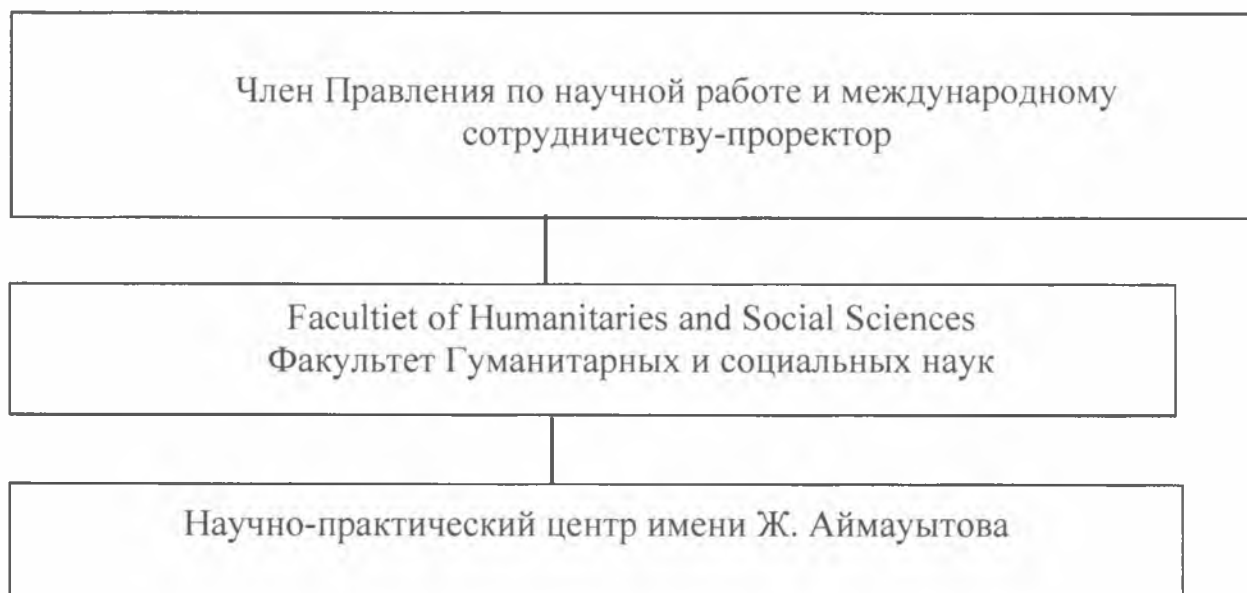 Член Правления по научной работе и международному
сотрудничеству-проректор
Facultiet of Humanitaries and Social Sciences
Факультет Гуманитарных и социальных наук
Научно-практический центр имени Ж. Аймауытова